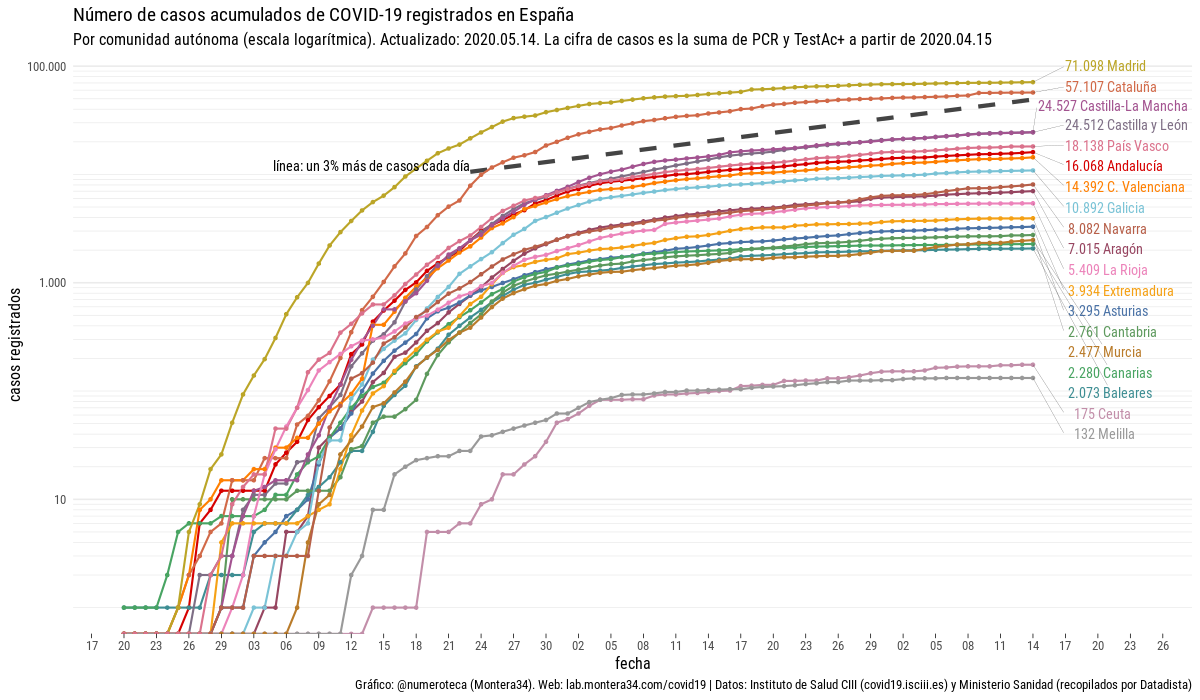 Número de casos acumulados de COVID-19 registrados en España
Por comunidad autónoma (escala logarítmica). Actualizado: 2020.05.14. La cifra de casos es la suma de PCR y TestAc+ a partir de 2020.04.15
casos registrados
100.000
1.000
10
línea: un 3% más de casos cada día
71.098 Madrid
57.107 Cataluña
24.527 Castilla-La Mancha
24.512 Castilla y León
18.138 País Vasco
16.068 Andalucía
14.392 C. Valenciana
10.892 Galicia
8.082 Navarra
7.015 Aragón
5.409 La Rioja
3.934 Extremadura
3.295 Asturias
2.761 Cantabria
2.477 Murcia
2.280 Canarias
2.073 Baleares
175 Ceuta
132 Melilla
17 20 23 26 29 03 06 09 12 15 18 21 24 27 30 02 05 08 11 14 17 20 23 26 29 02 05 08 11 14 17 20 23 26
fecha
Gráfico: @numeroteca (Montera34). Web: lab.montera34.com/covid19 | Datos: Instituto de Salud CIII (covid19.isciii.es) y Ministerio Sanidad (recopilados por Datadista)